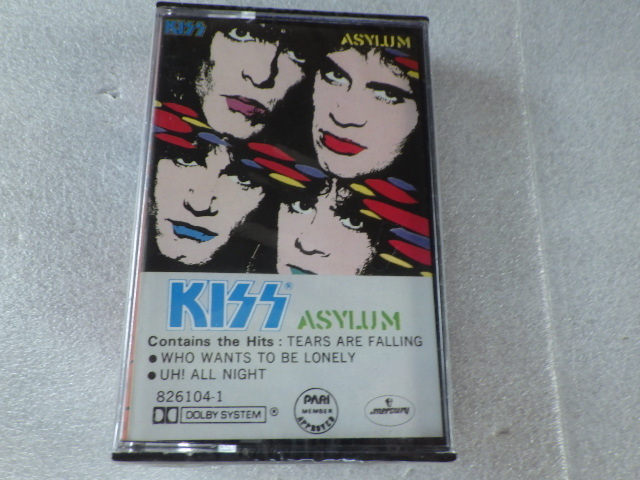 KISS
ASYLUM
KISS®
ASYLUM
Contains the Hits : TEARS ARE FALLING
● WHO WANTS TO BE LONELY
● UH! ALL NIGHT
826104-1
DOLBY SYSTEM ®
PARI
MEMBER
APPROVED
mercury